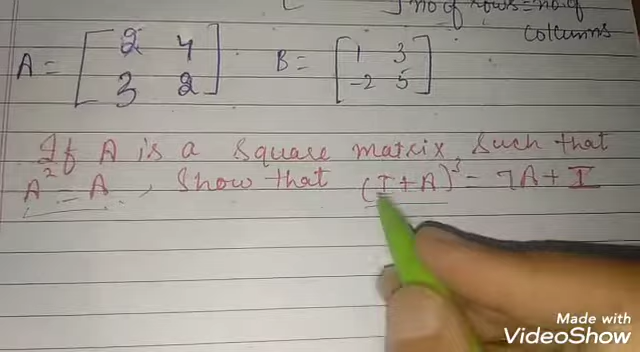 no of rows = no of
columns
A = [ 2 4
3 2 ] B = [ 1 3
-2 5 ]
If A is a square matrix, such that
A² = A, Show that (I + A)³ = 7A + I
Made with
VideoShow